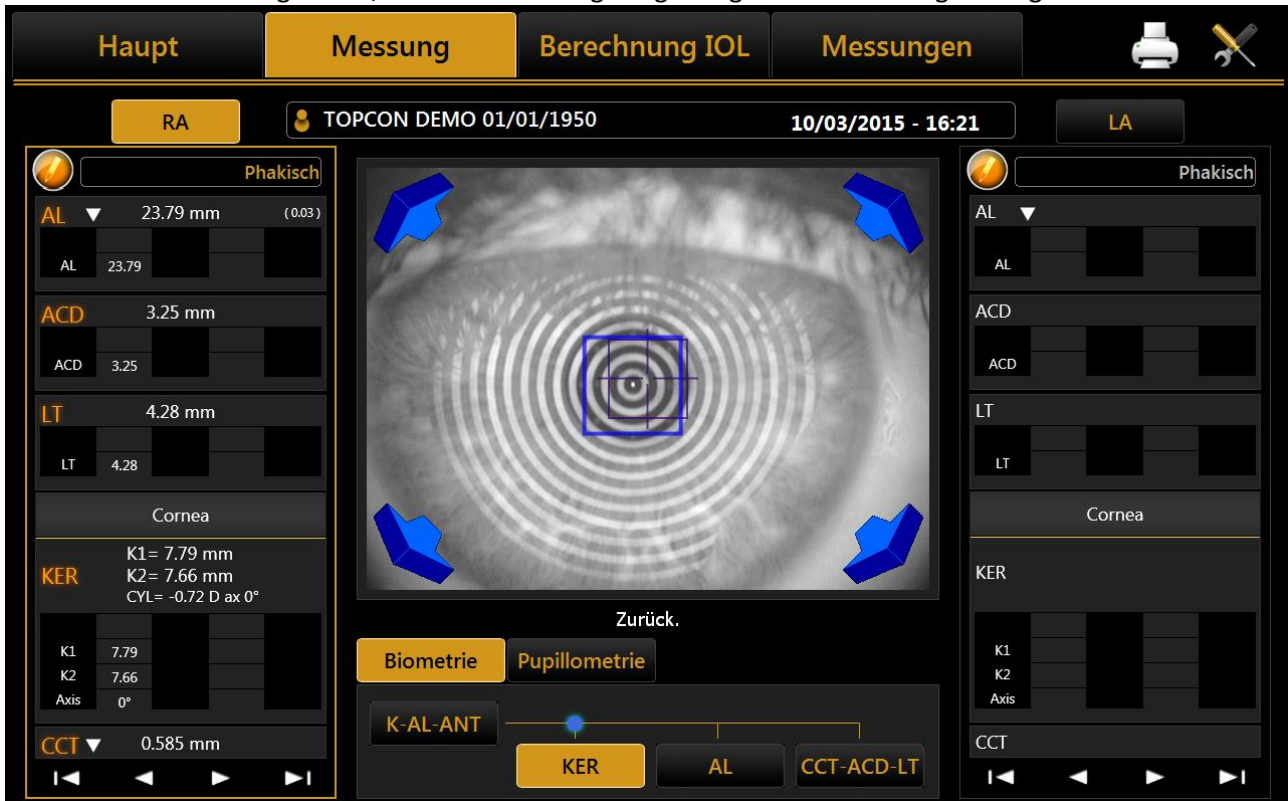 Haupt
Messung
Berechnung IOL
Messungen
RA
TOPCON DEMO 01/01/1950
10/03/2015 - 16:21
LA
Phakisch
AL 23.79 mm (0.03)
AL 23.79
ACD 3.25 mm
ACD 3.25
LT 4.28 mm
LT 4.28
Cornea
K1= 7.79 mm
KER K2= 7.66 mm
CYL= -0.72 D ax 0°
K1 7.79
K2 7.66
Axis 0°
CCT 0.585 mm
Zurück.
Biometrie
Pupillometrie
K-AL-ANT
KER
AL
CCT-ACD-LT
Phakisch
AL
AL
ACD
ACD
LT
LT
Cornea
KER
K1
K2
Axis
CCT